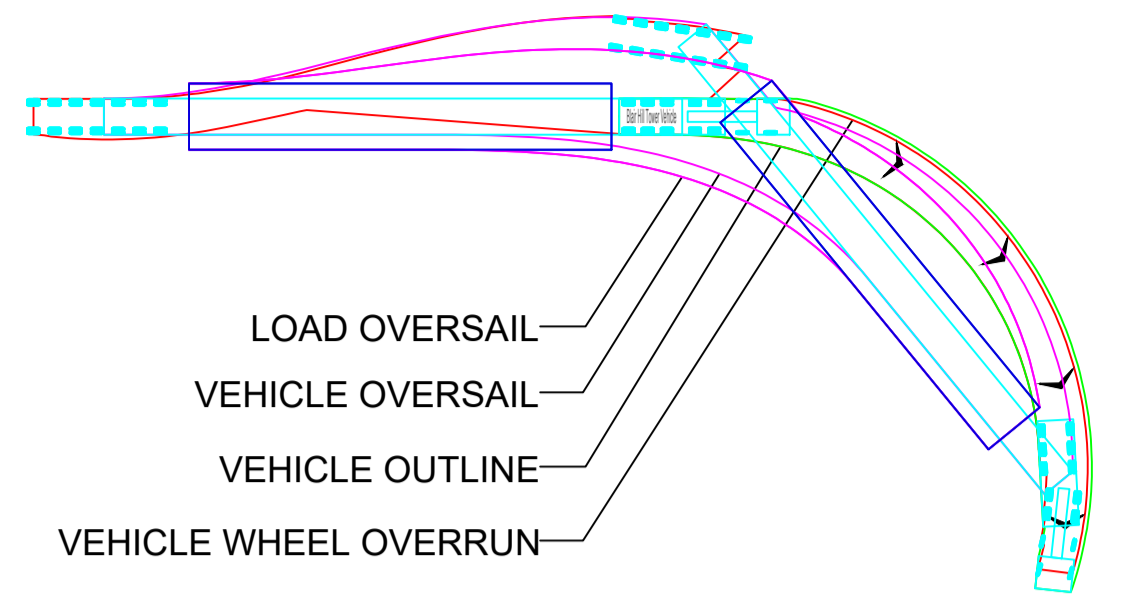 Blair Hill Tower Vehicle
LOAD OVERSAIL
VEHICLE OVERSAIL
VEHICLE OUTLINE
VEHICLE WHEEL OVERRUN